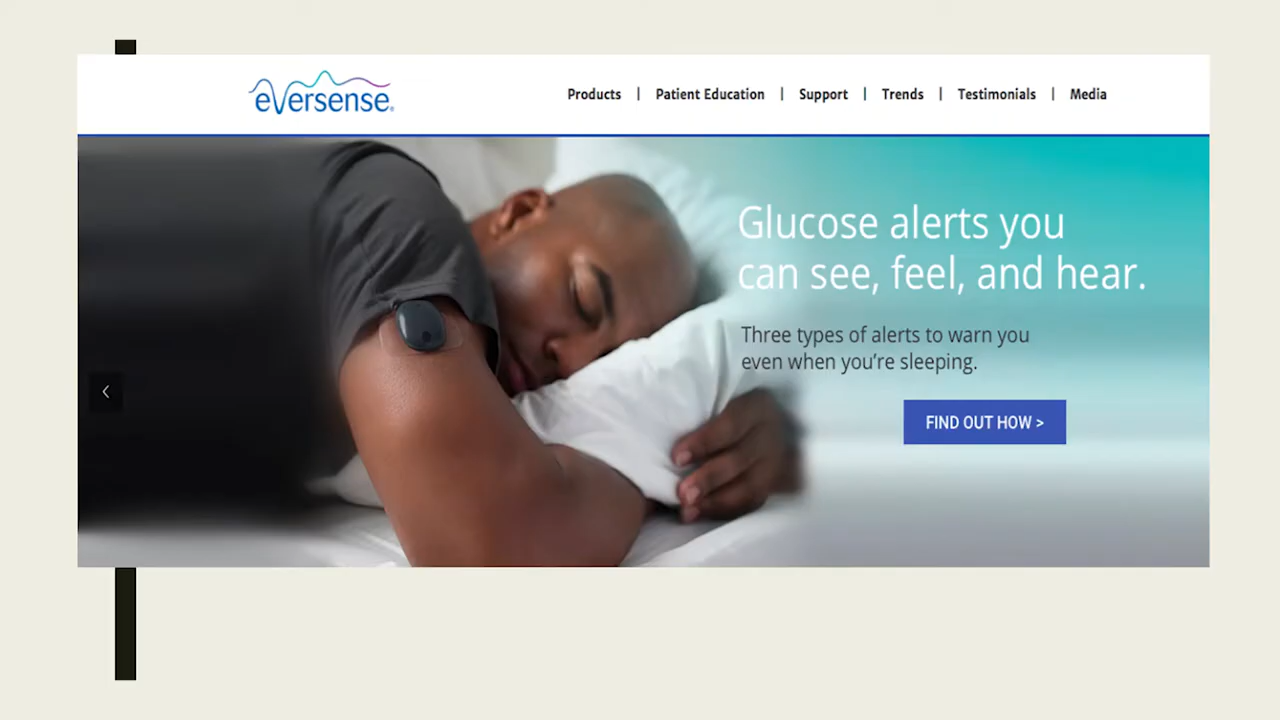 eversense®
Products | Patient Education | Support | Trends | Testimonials | Media
Glucose alerts you
can see, feel, and hear.
Three types of alerts to warn you
even when you're sleeping.
FIND OUT HOW >